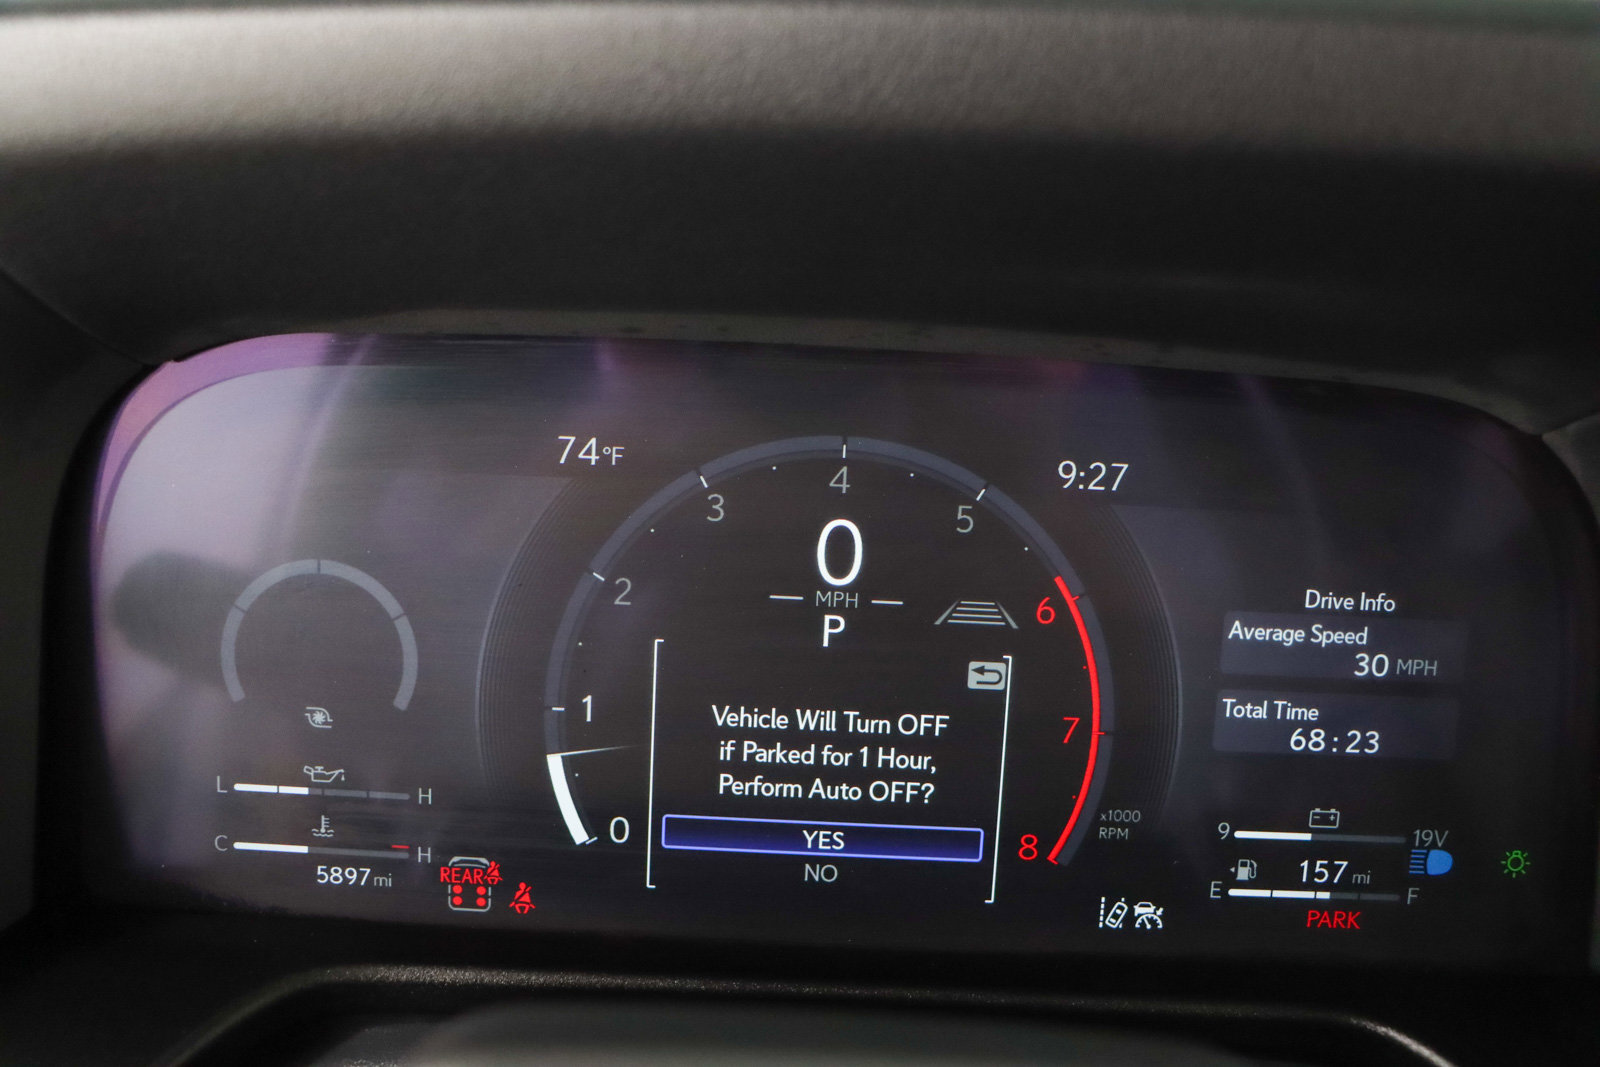 74°F
9:27
4
3
5
2
6
1
7
0
8
0
MPH
P
x1000
RPM
Vehicle Will Turn OFF
if Parked for 1 Hour,
Perform Auto OFF?
YES
NO
L H
C H
5897 mi
REAR
Drive Info
Average Speed
30 MPH
Total Time
68:23
9 19V
157 mi
E F
PARK